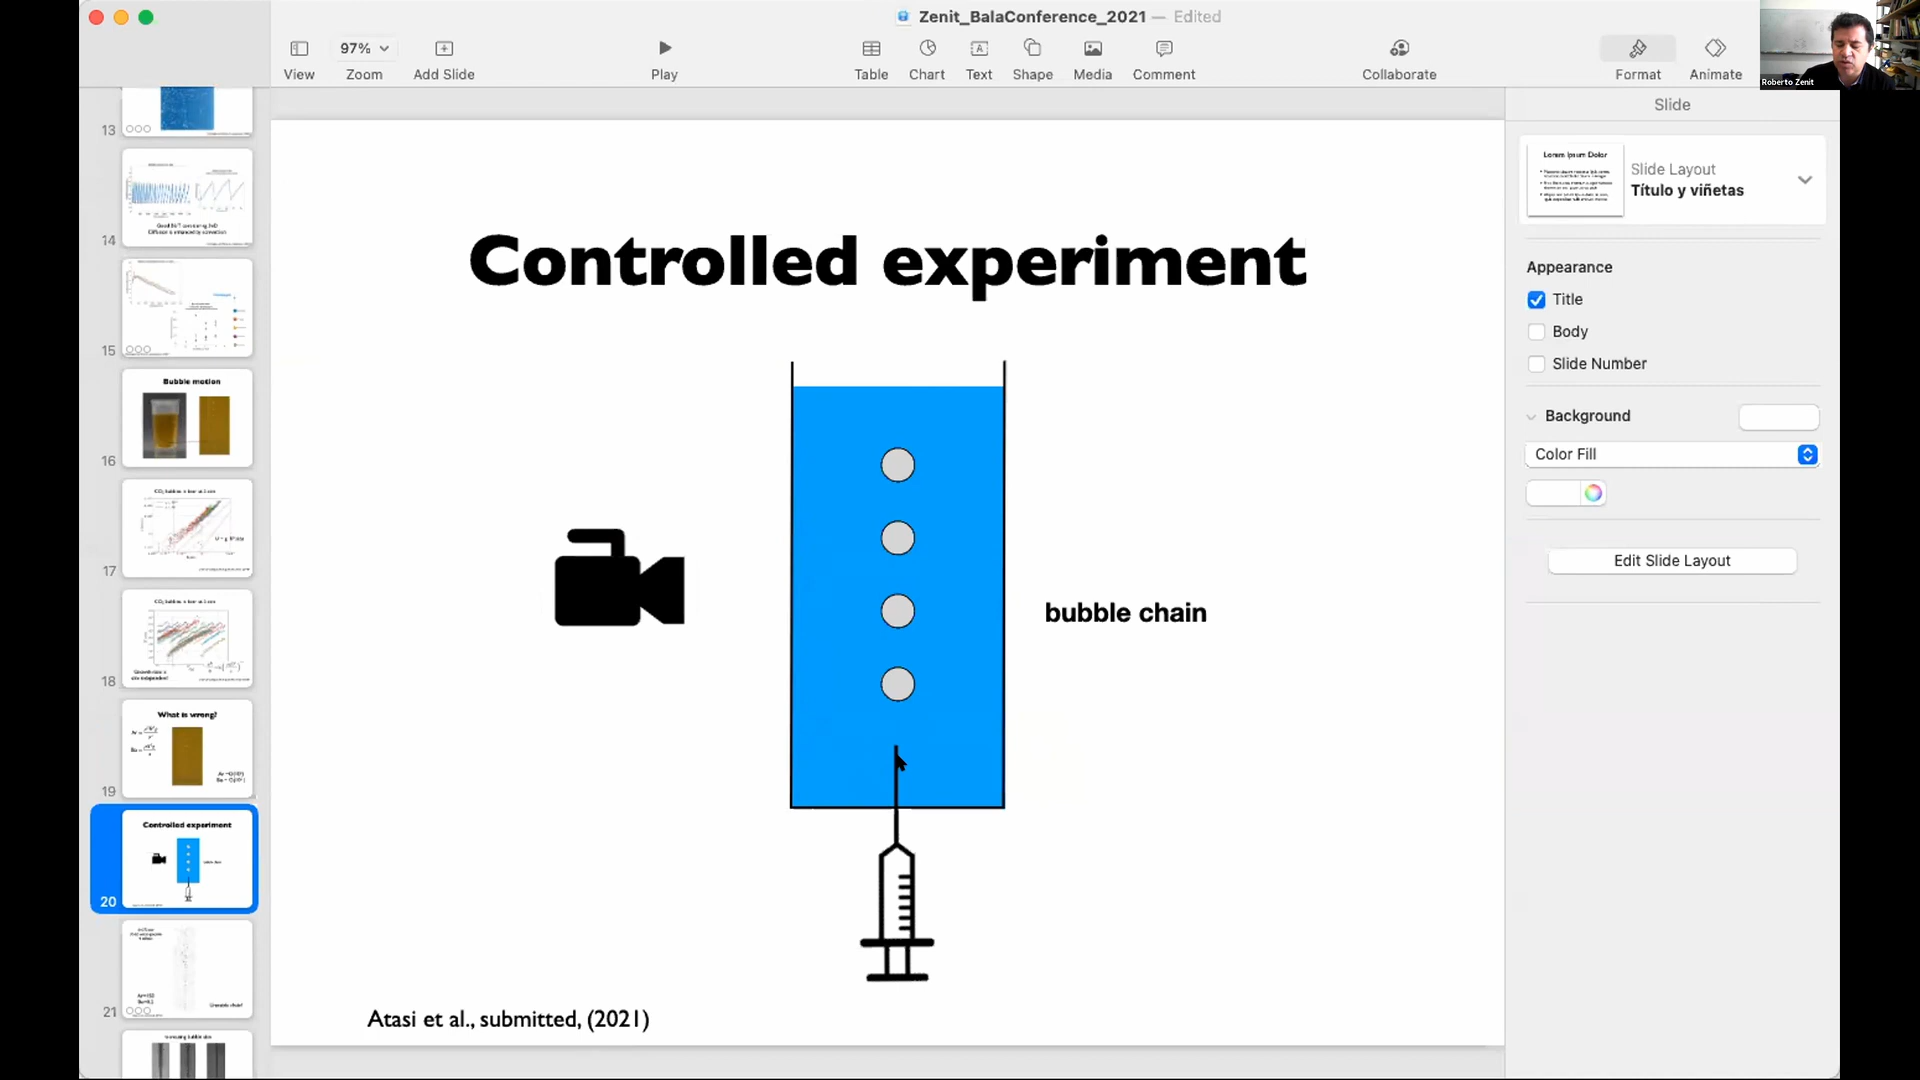 Zenit_BalaConference_2021 — Edited
97%
View
Zoom
Add Slide
Play
Table
Chart
Text
Shape
Media
Comment
Collaborate
Format
Animate
Roberto Zenit
Slide
13
14
15
Bubble motion
16
17
18
What is wrong?
19
Controlled experiment
20
21
Controlled experiment
bubble chain
Atasi et al., submitted, (2021)
Lorem Ipsum Dolor
Slide Layout
Título y viñetas
Appearance
Title
Body
Slide Number
Background
Color Fill
Edit Slide Layout